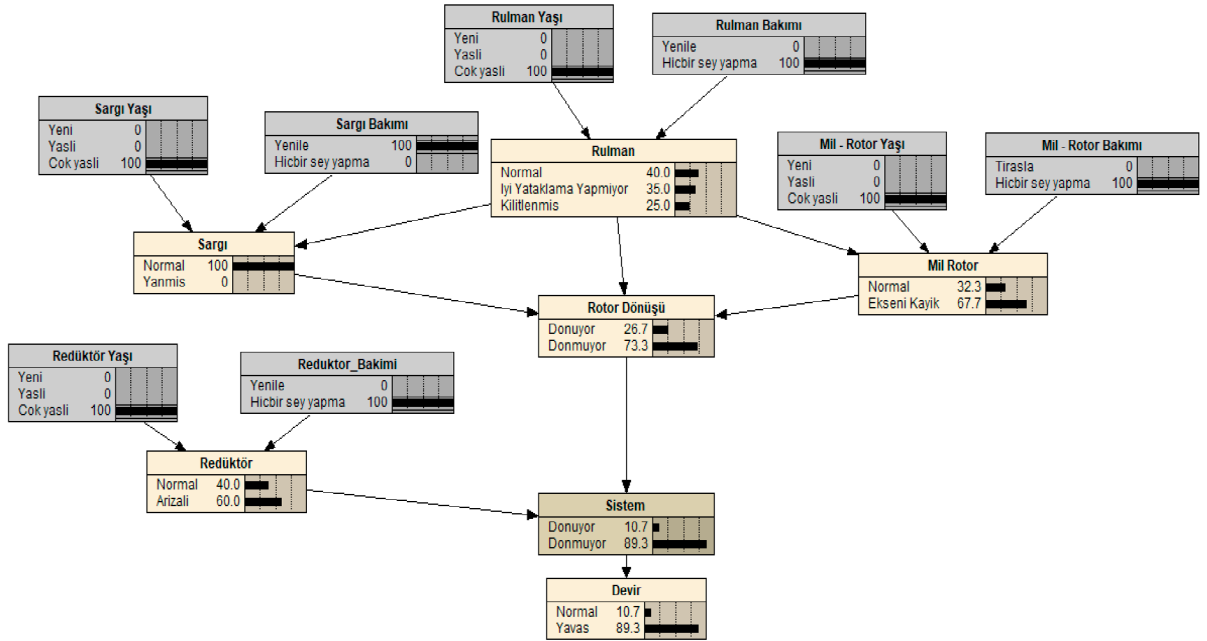 Rulman Yaşı
Yeni 0
Yasli 0
Cok yasli 100
Rulman Bakımı
Yenile 0
Hicbir sey yapma 100
Sargı Yaşı
Yeni 0
Yasli 0
Cok yasli 100
Sargı Bakımı
Yenile 100
Hicbir sey yapma 0
Rulman
Normal 40.0
Iyi Yataklama Yapmiyor 35.0
Kilitlenmis 25.0
Mil - Rotor Yaşı
Yeni 0
Yasli 0
Cok yasli 100
Mil - Rotor Bakımı
Tirasla 0
Hicbir sey yapma 100
Sargı
Normal 100
Yanmis 0
Mil Rotor
Normal 32.3
Ekseni Kayik 67.7
Rotor Dönüşü
Donuyor 26.7
Donmuyor 73.3
Redüktör Yaşı
Yeni 0
Yasli 0
Cok yasli 100
Reduktor_Bakimi
Yenile 0
Hicbir sey yapma 100
Redüktör
Normal 40.0
Arizali 60.0
Sistem
Donuyor 10.7
Donmuyor 89.3
Devir
Normal 10.7
Yavas 89.3